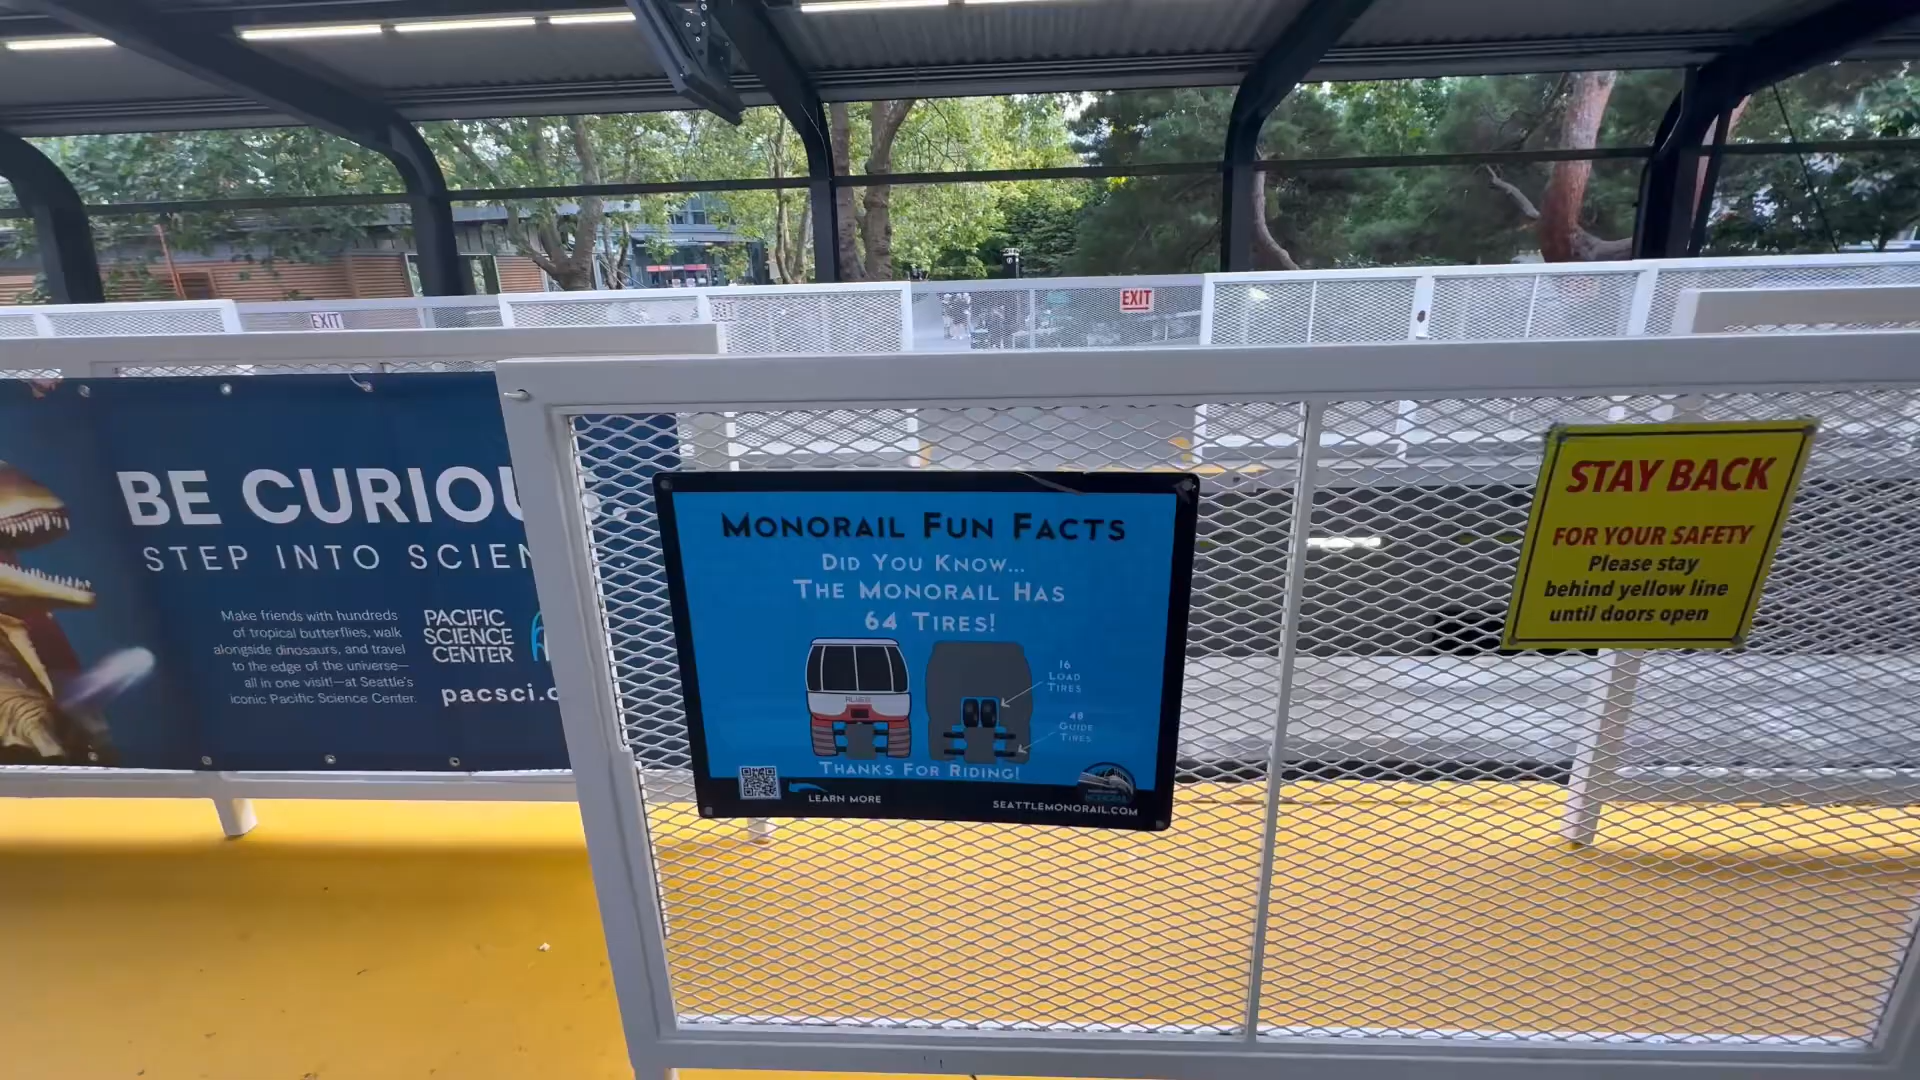 EXIT
EXIT
BE CURIOU
STEP INTO SCIEN
Make friends with hundreds
of tropical butterflies, walk
alongside dinosaurs, and travel
to the edge of the universe—
all in one visit!—at Seattle's
iconic Pacific Science Center.
PACIFIC
SCIENCE
CENTER
pacsci.o
MONORAIL FUN FACTS
DID YOU KNOW...
THE MONORAIL HAS
64 TIRES!
16
LOAD
TIRES
48
GUIDE
TIRES
THANKS FOR RIDING!
LEARN MORE
SEATTLEMONORAIL.COM
STAY BACK
FOR YOUR SAFETY
Please stay
behind yellow line
until doors open